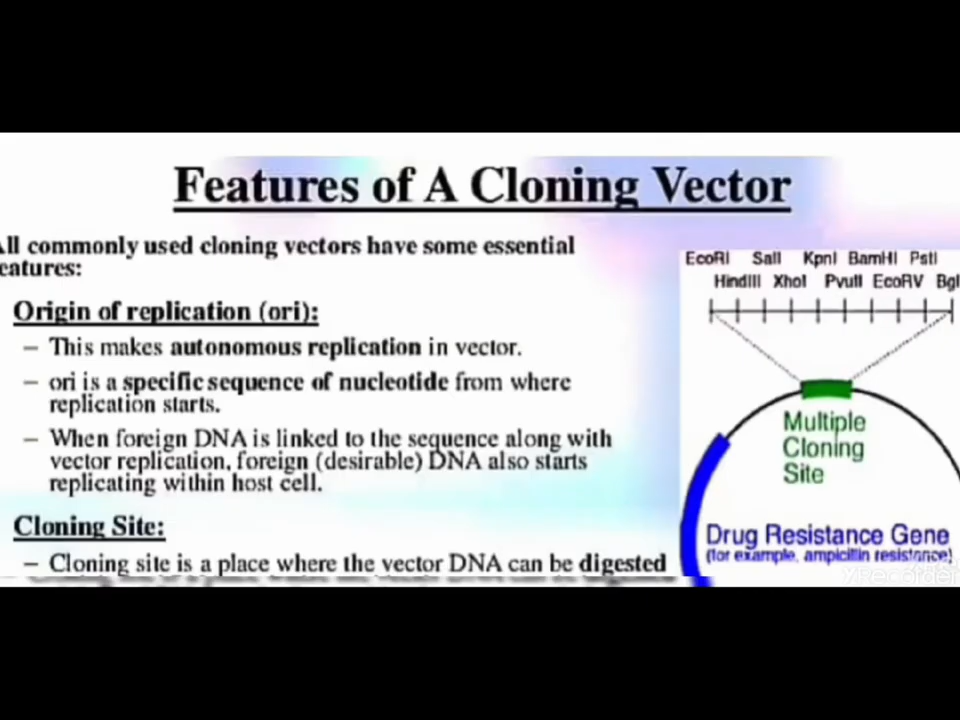 Features of A Cloning Vector
All commonly used cloning vectors have some essential
features:
Origin of replication (ori):
– This makes autonomous replication in vector.
– ori is a specific sequence of nucleotide from where
replication starts.
– When foreign DNA is linked to the sequence along with
vector replication, foreign (desirable) DNA also starts
replicating within host cell.
Cloning Site:
– Cloning site is a place where the vector DNA can be digested
EcoRI SalI KpnI BamHI PstI
HindIII XhoI PvuII EcoRV Bgl
Multiple
Cloning
Site
Drug Resistance Gene
(for example, ampicillin resistance)
XRecorder